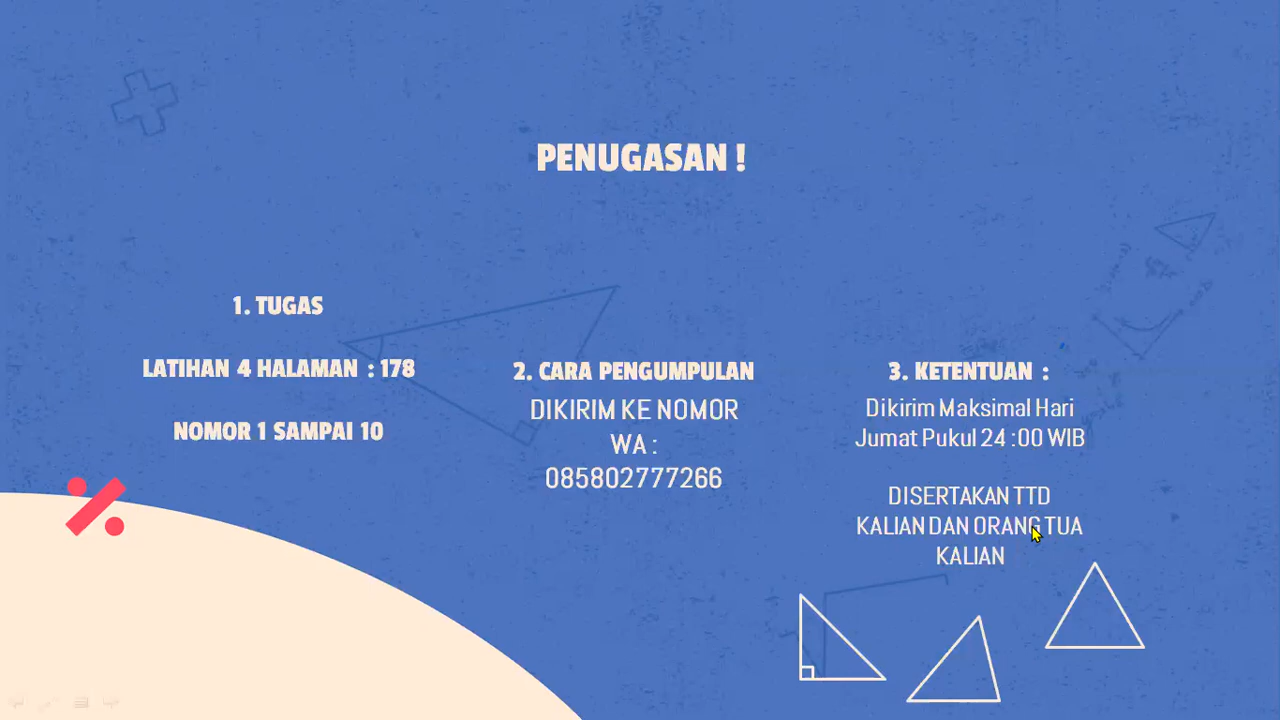 PENUGASAN !
1. TUGAS
LATIHAN 4 HALAMAN : 178
NOMOR 1 SAMPAI 10
2. CARA PENGUMPULAN
DIKIRIM KE NOMOR
WA :
085802777266
3. KETENTUAN :
Dikirim Maksimal Hari
Jumat Pukul 24 :00 WIB
DISERTAKAN TTD
KALIAN DAN ORANG TUA
KALIAN